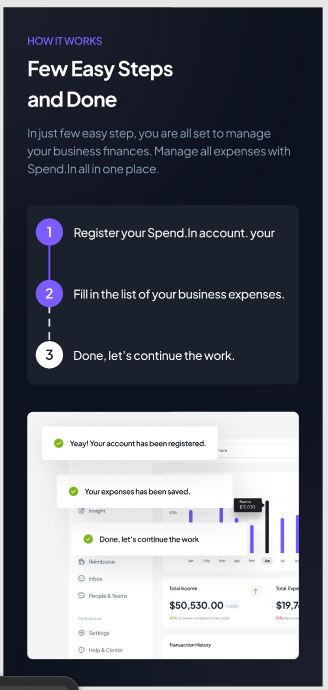 HOW IT WORKS
Few Easy Steps
and Done
In just few easy step, you are all set to manage
your business finances. Manage all expenses with
Spend.In all in one place.
1 Register your Spend.In account. your
2 Fill in the list of your business expenses.
3 Done, let's continue the work.
Yeay! Your account has been registered.
here
Your expenses has been saved.
Insight
Expense
$15,030
Done, let's continue the work
Reimburse
Jan Feb Mar Apr May Jun Jul
Inbox
People & Teams
Total Income
Total Expe
$50,530.00 (USD)
$19,7
Preferences
Settings
Transaction History
Help & Center